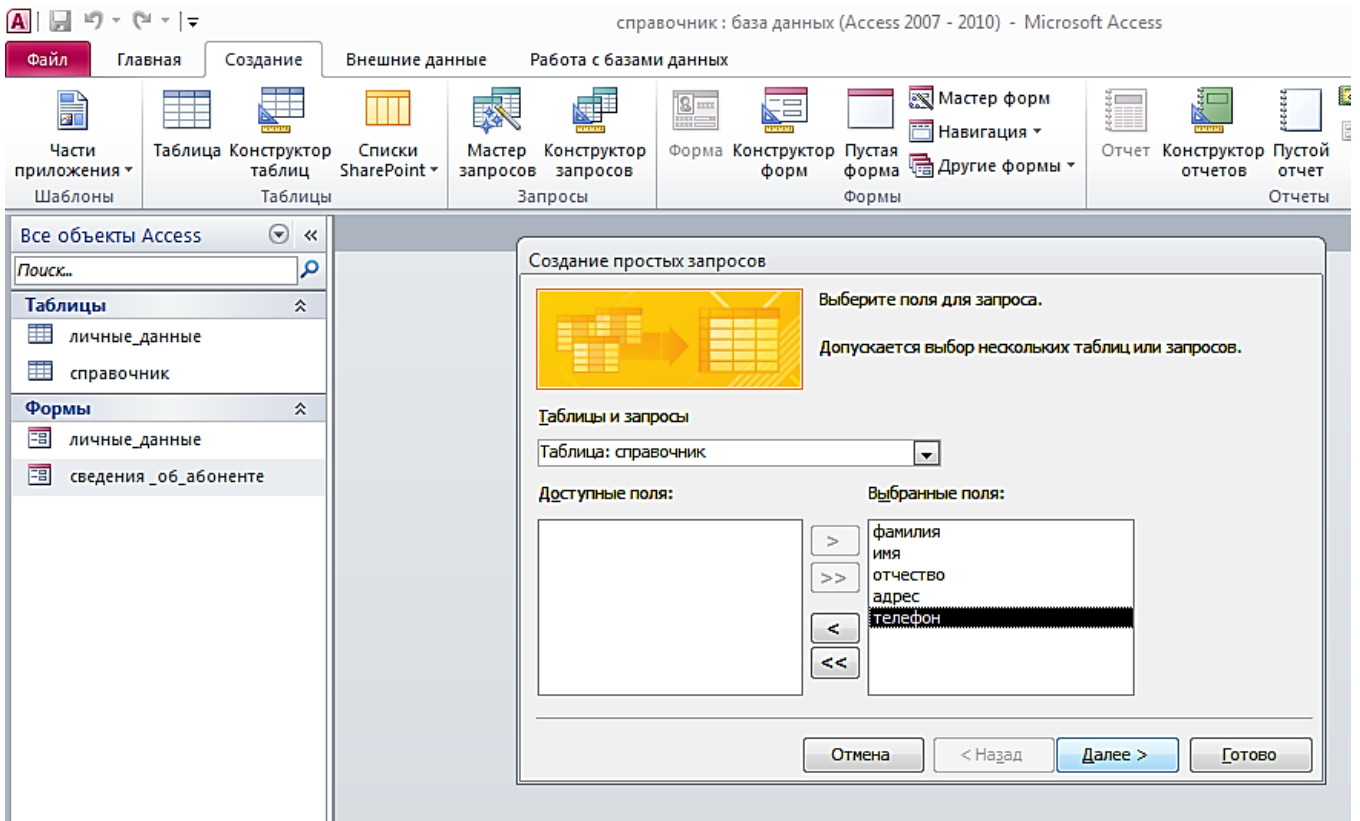 справочник : база данных (Access 2007 - 2010) - Microsoft Access
Файл Главная Создание Внешние данные Работа с базами данных
Части приложения
Таблица
Конструктор таблиц
Списки SharePoint
Мастер запросов
Конструктор запросов
Форма
Конструктор форм
Пустая форма
Мастер форм
Навигация
Другие формы
Отчет
Конструктор отчетов
Пустой отчет
Шаблоны Таблицы Запросы Формы Отчеты
Все объекты Access
Поиск...
Таблицы
личные_данные
справочник
Формы
личные_данные
сведения _об_абоненте
Создание простых запросов
Выберите поля для запроса.
Допускается выбор нескольких таблиц или запросов.
Таблицы и запросы
Таблица: справочник
Доступные поля: Выбранные поля:
>
>>
<
<<
фамилия
имя
отчество
адрес
телефон
Отмена < Назад Далее > Готово